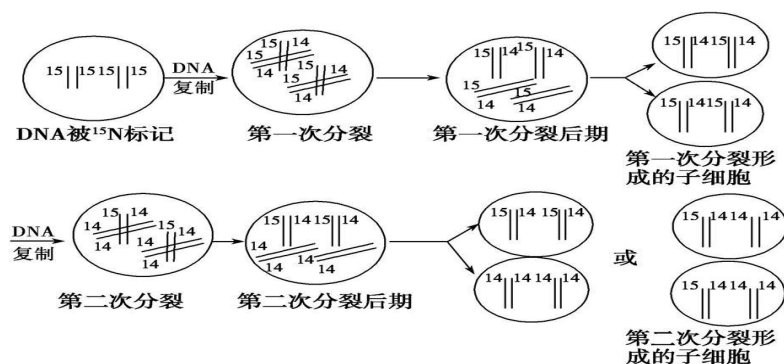 15 15 15 15
DNA
复制
15 14
15
14 15 14
15
14
14
15 14 15 14
15
15
14
14
15 14 15 14
15 14 15 14
DNA被¹⁵N标记
第一次分裂
第一次分裂后期
第一次分裂形
成的子细胞
DNA
复制
15 14
14 15 14
14
14
14
15 14 15 14
14
14
14
15 14 15 14
14 14 14 14
或
15 14 14 14
15 14 14 14
第二次分裂
第二次分裂后期
第二次分裂形
成的子细胞